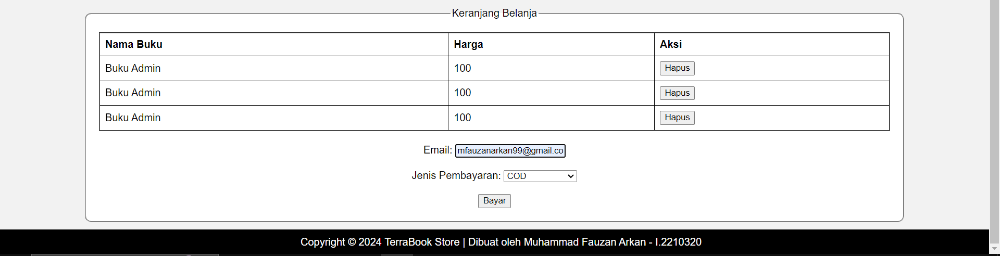 Keranjang Belanja
Nama Buku Harga Aksi
Buku Admin 100 Hapus
Buku Admin 100 Hapus
Buku Admin 100 Hapus
Email: mfauzanarkan99@gmail.co
Jenis Pembayaran: COD
Bayar
Copyright © 2024 TerraBook Store | Dibuat oleh Muhammad Fauzan Arkan - I.2210320